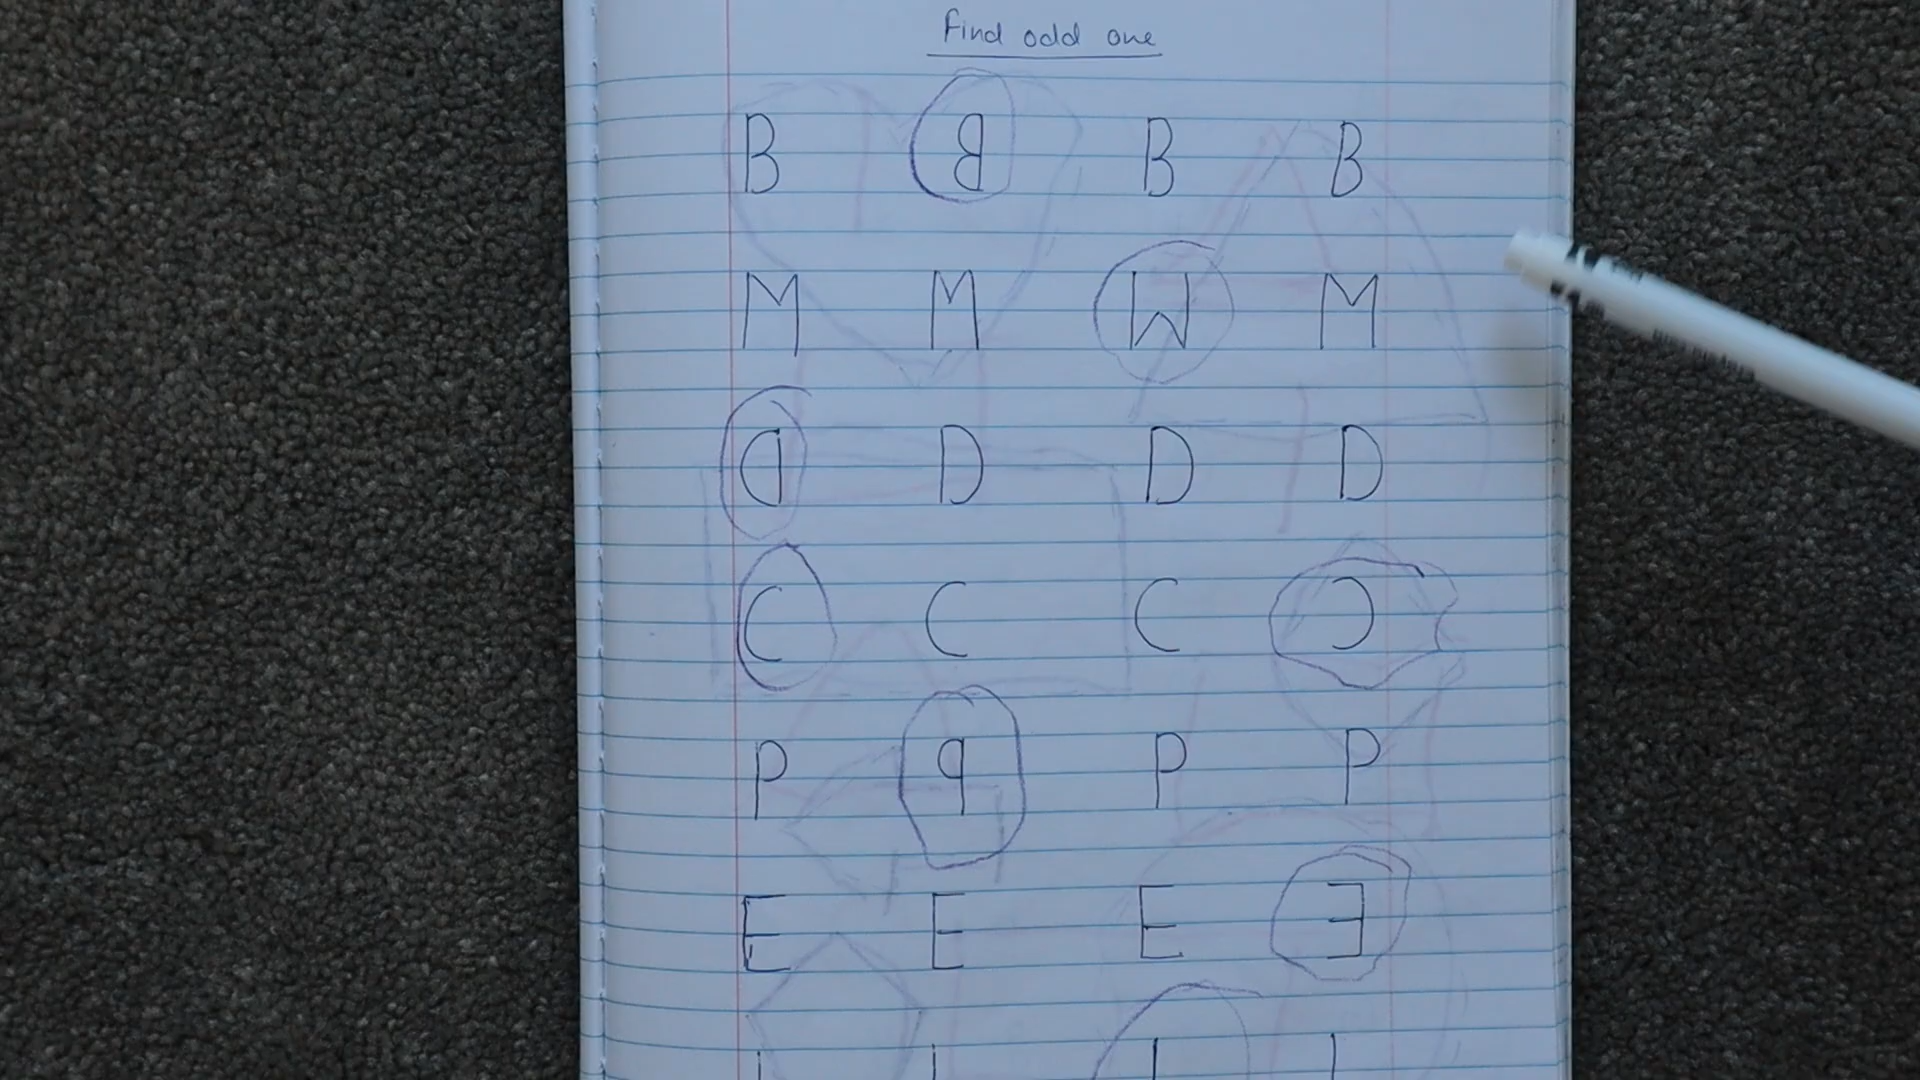 Find odd one
B B B B
M M W M
D D D D
C C C Ɔ
P P P P
E E E Ǝ